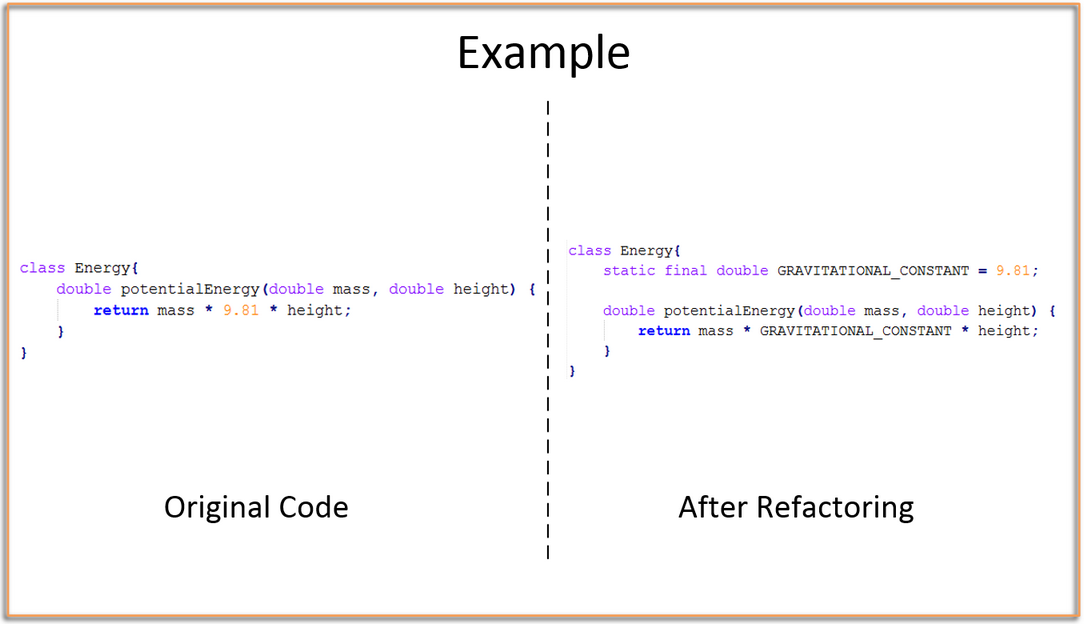 Example
class Energy{
    double potentialEnergy(double mass, double height) {
        return mass * 9.81 * height;
    }
}
Original Code
class Energy{
    static final double GRAVITATIONAL_CONSTANT = 9.81;
    double potentialEnergy(double mass, double height) {
        return mass * GRAVITATIONAL_CONSTANT * height;
    }
}
After Refactoring